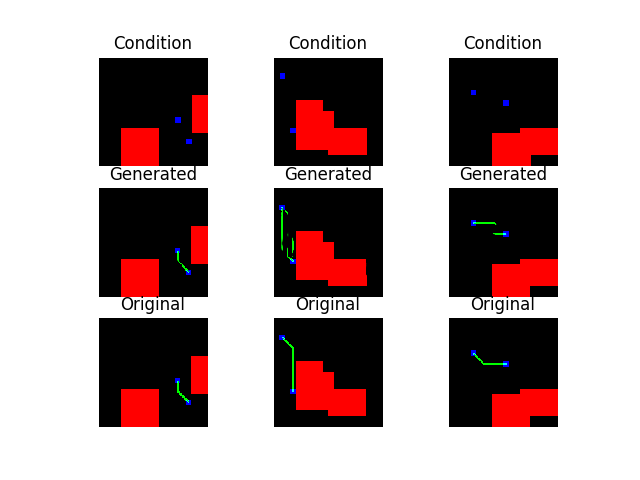 Condition Condition Condition
Generated Generated Generated
Original Original Original